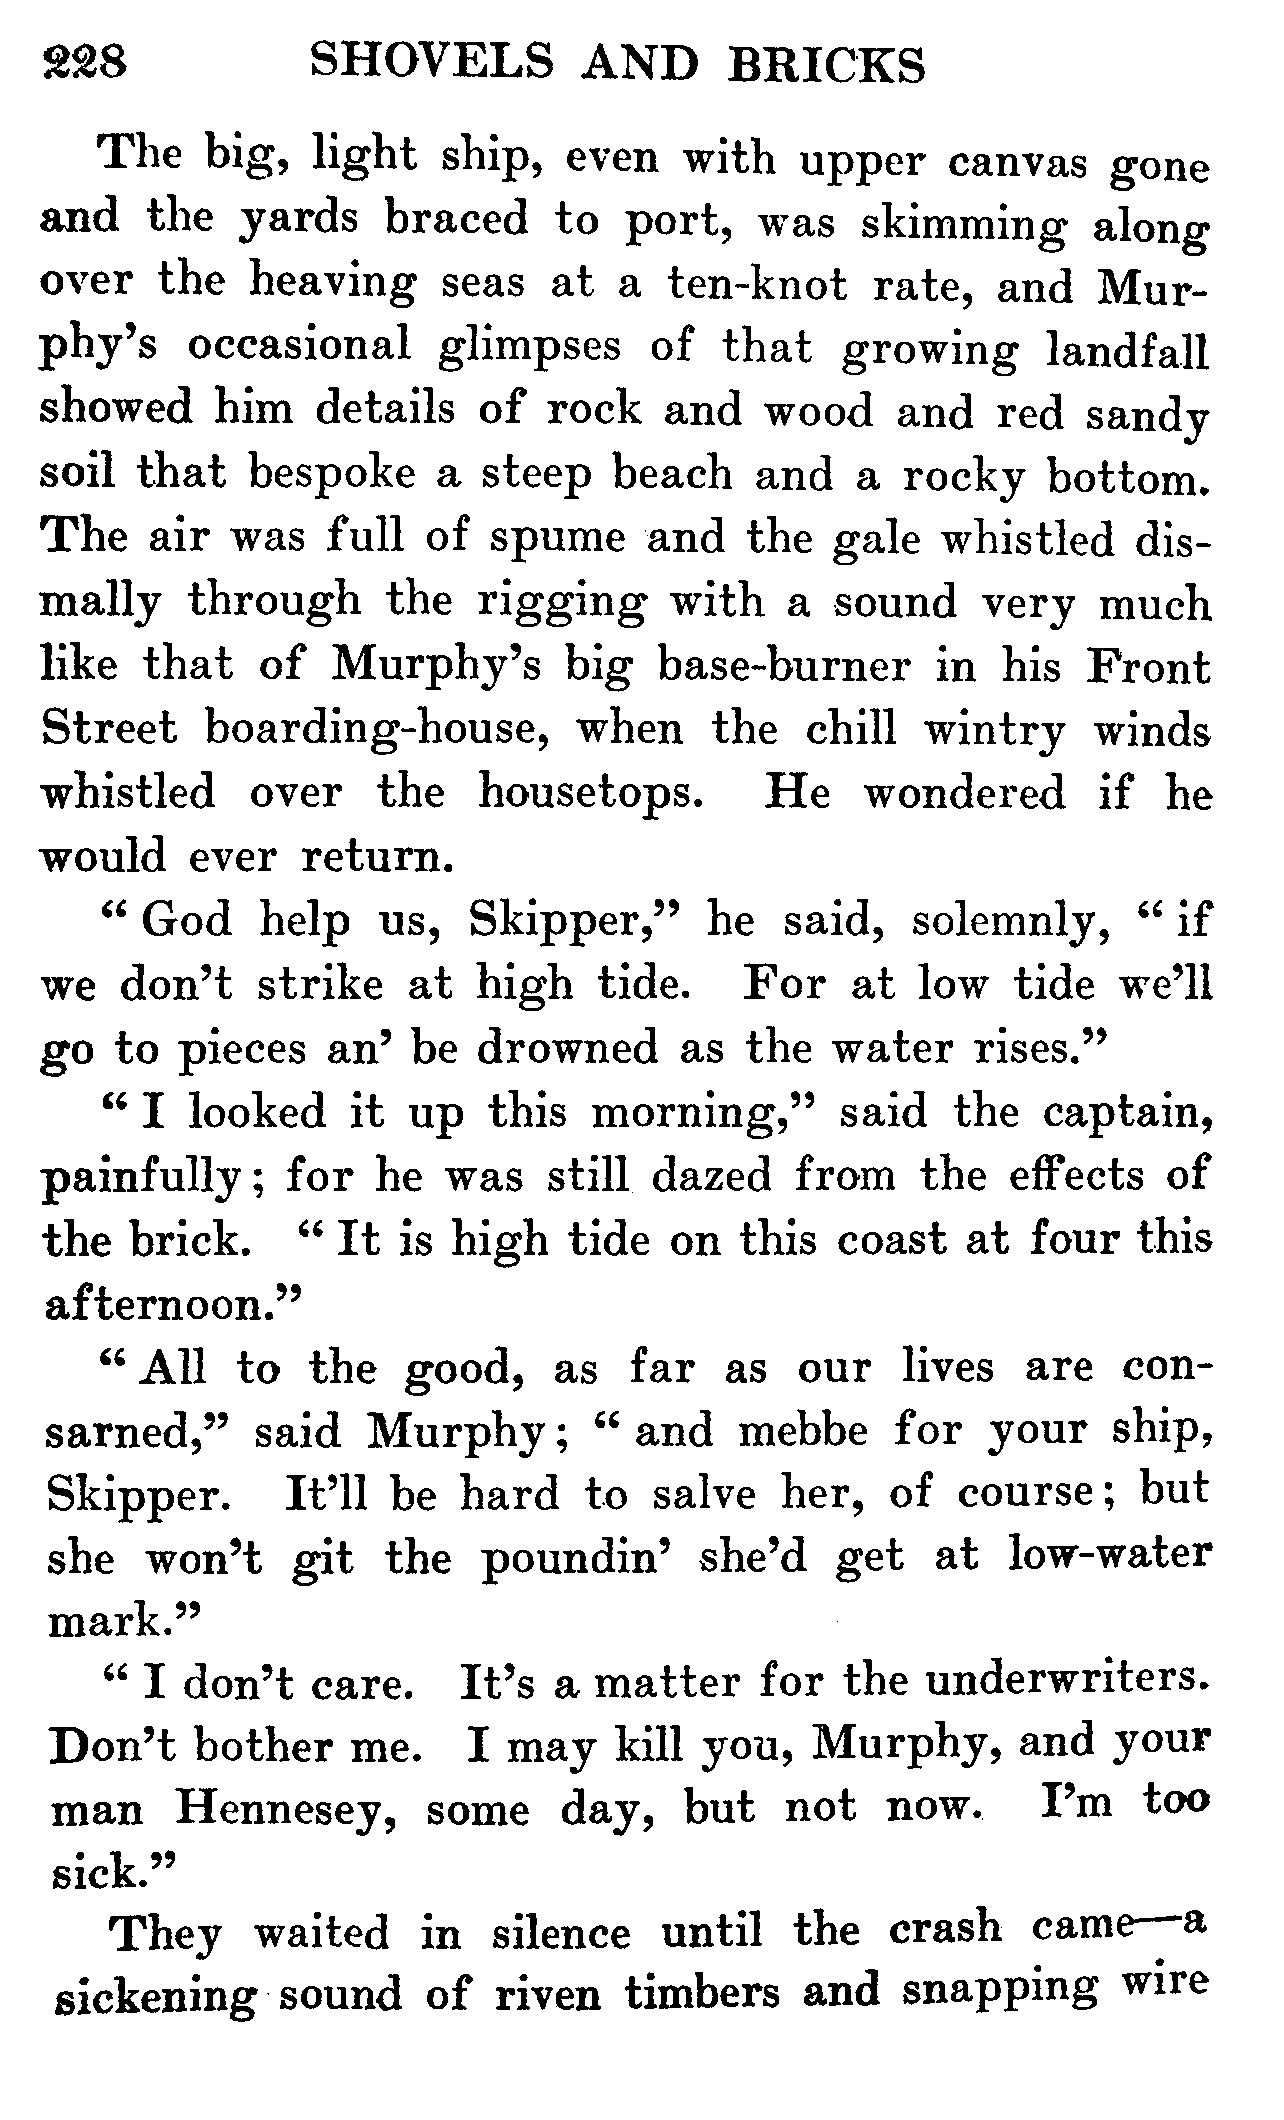 228 SHOVELS AND BRICKS
The big, light ship, even with upper canvas gone
and the yards braced to port, was skimming along
over the heaving seas at a ten-knot rate, and Mur-
phy's occasional glimpses of that growing landfall
showed him details of rock and wood and red sandy
soil that bespoke a steep beach and a rocky bottom.
The air was full of spume and the gale whistled dis-
mally through the rigging with a sound very much
like that of Murphy's big base-burner in his Front
Street boarding-house, when the chill wintry winds
whistled over the housetops. He wondered if he
would ever return.
“ God help us, Skipper,” he said, solemnly, “ if
we don't strike at high tide. For at low tide we'll
go to pieces an' be drowned as the water rises.”
“ I looked it up this morning,” said the captain,
painfully; for he was still dazed from the effects of
the brick. “ It is high tide on this coast at four this
afternoon.”
“ All to the good, as far as our lives are con-
sarned,” said Murphy; “ and mebbe for your ship,
Skipper. It'll be hard to salve her, of course; but
she won't git the poundin' she'd get at low-water
mark.”
“ I don't care. It's a matter for the underwriters.
Don't bother me. I may kill you, Murphy, and your
man Hennesey, some day, but not now. I'm too
sick.”
They waited in silence until the crash came—a
sickening sound of riven timbers and snapping wire